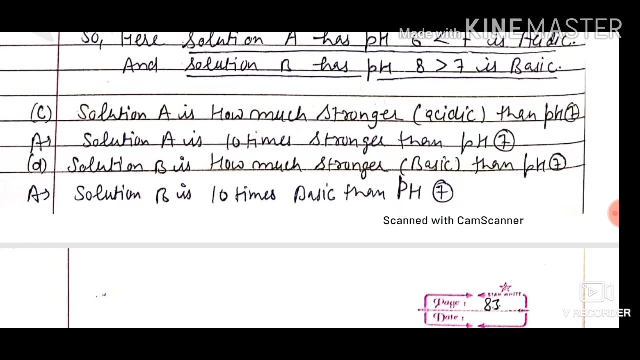 Made with KINEMASTER
So, Here Solution A has pH 6 < 7 is Acidic.
And Solution B has pH 8 > 7 is Basic.
(C) Solution A is How much Stronger (acidic) than pH 7
A→ Solution A is 10 times Stronger than pH 7
(d) Solution B is How much Stronger (Basic) than pH 7
A→ Solution B is 10 times Basic than PH 7
Scanned with CamScanner
Page: 83
Date:
V RECORDER